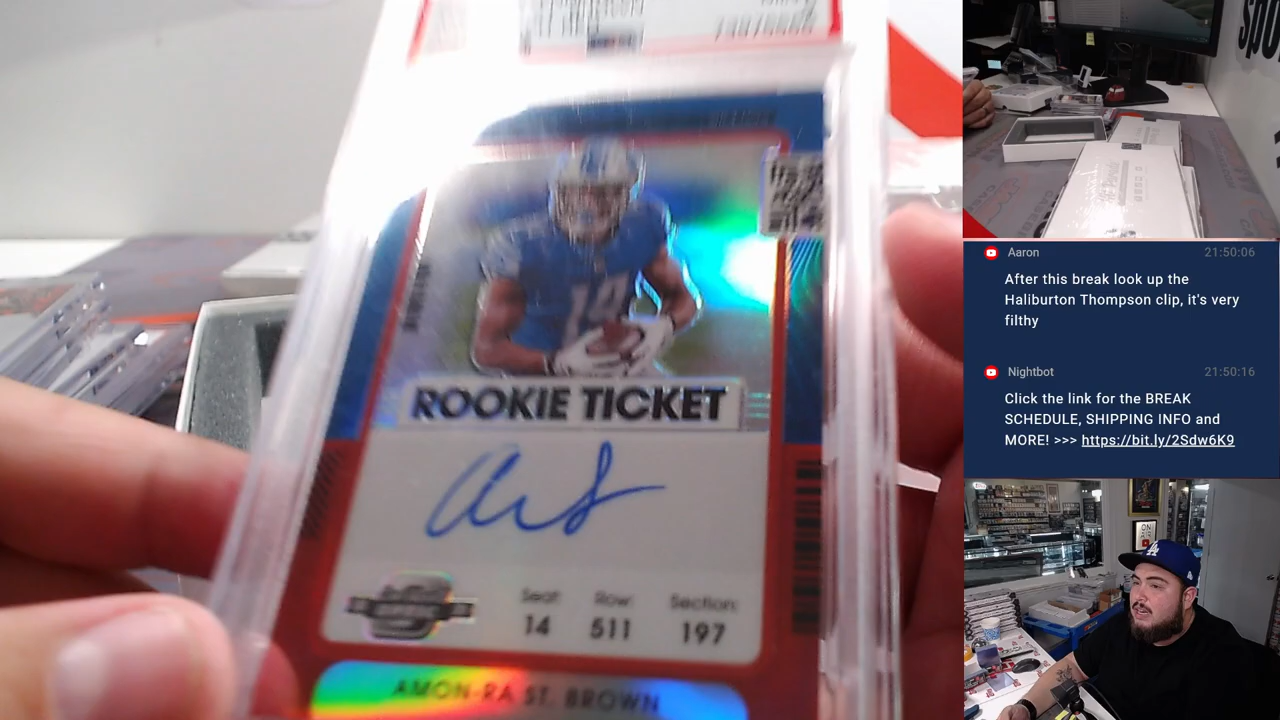 ROOKIE TICKET
Seat: Row: Section:
14 511 197
AMON-RA ST. BROWN
Aaron 21:50:06
After this break look up the
Haliburton Thompson clip, it's very
filthy
Nightbot 21:50:16
Click the link for the BREAK
SCHEDULE, SHIPPING INFO and
MORE! >>> https://bit.ly/2Sdw6K9
LA